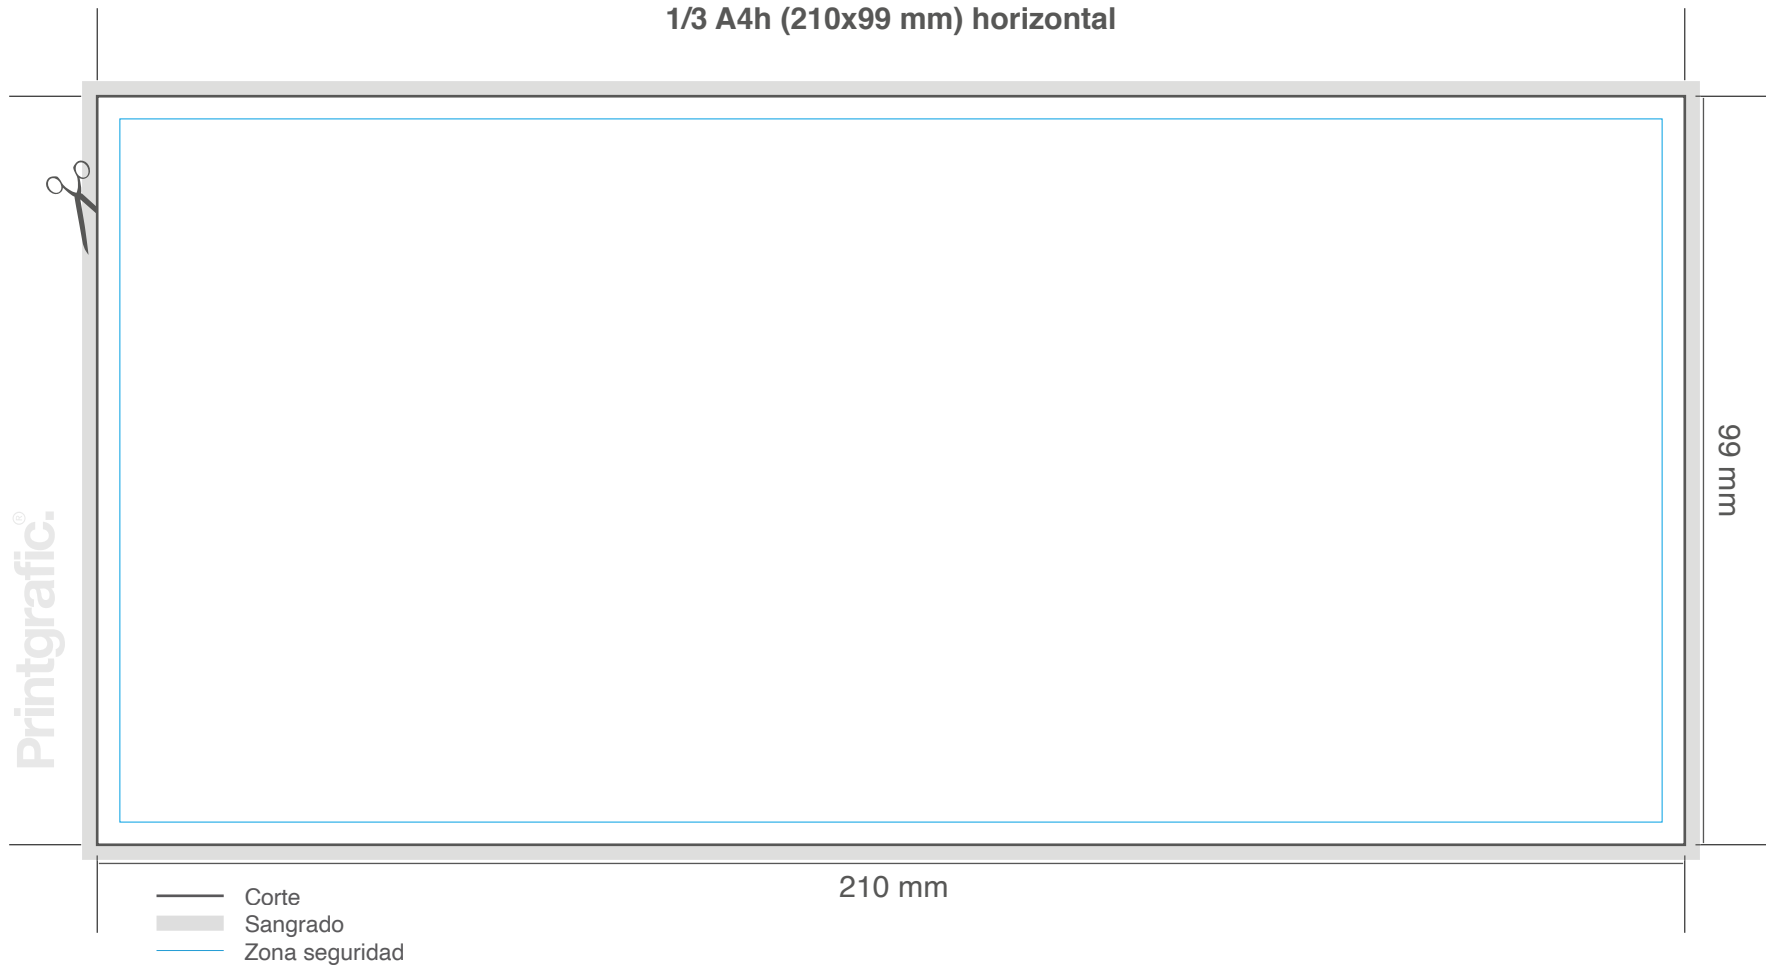 1/3 A4h (210x99 mm) horizontal
99 mm
Printgrafic.®
210 mm
Corte
Sangrado
Zona seguridad